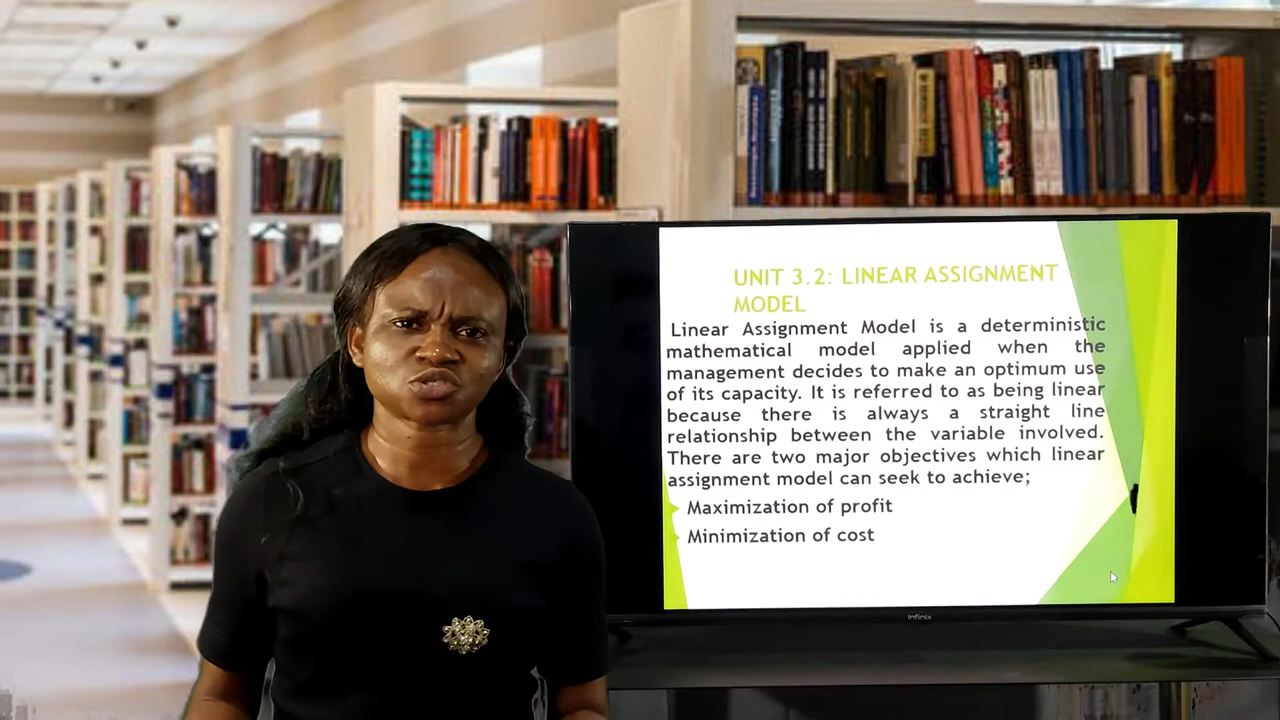 UNIT 3.2: LINEAR ASSIGNMENT
MODEL
Linear Assignment Model is a deterministic
mathematical model applied when the
management decides to make an optimum use
of its capacity. It is referred to as being linear
because there is always a straight line
relationship between the variable involved.
There are two major objectives which linear
assignment model can seek to achieve;
Maximization of profit
Minimization of cost
Infinix